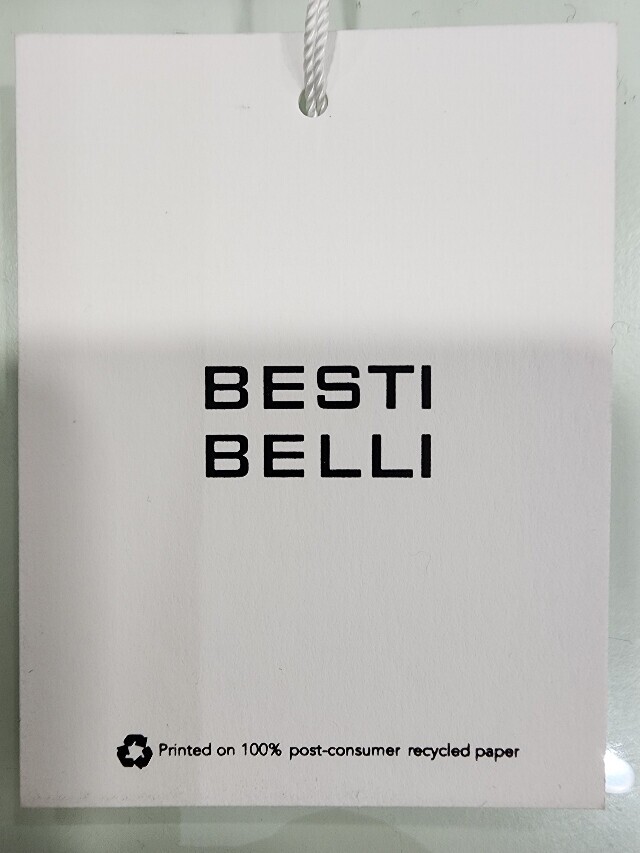 BESTI
BELLI
Printed on 100% post-consumer recycled paper